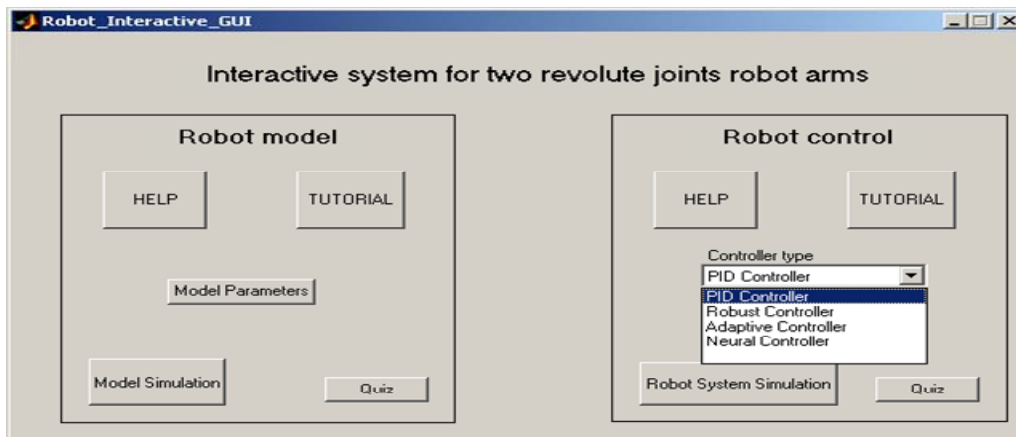 Robot_Interactive_GUI
Interactive system for two revolute joints robot arms
Robot model
HELP
TUTORIAL
Model Parameters
Model Simulation
Quiz
Robot control
HELP
TUTORIAL
Controller type
PID Controller
PID Controller
Robust Controller
Adaptive Controller
Neural Controller
Robot System Simulation
Quiz